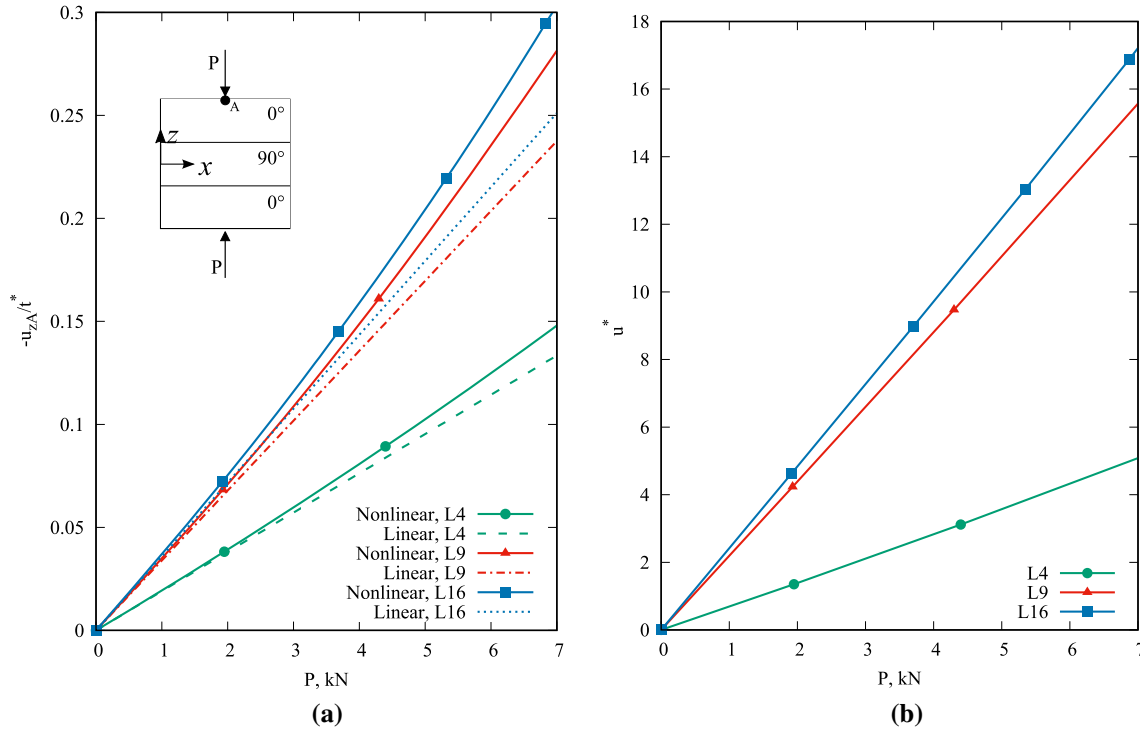 0.3
0.25
0.2
0.15
0.1
0.05
0
-u_zA/t*
P
A
0°
z
90°
x
0°
P
Nonlinear, L4
Linear, L4
Nonlinear, L9
Linear, L9
Nonlinear, L16
Linear, L16
0 1 2 3 4 5 6 7
P, kN
(a)
18
16
14
12
10
8
6
4
2
0
u*
L4
L9
L16
0 1 2 3 4 5 6 7
P, kN
(b)